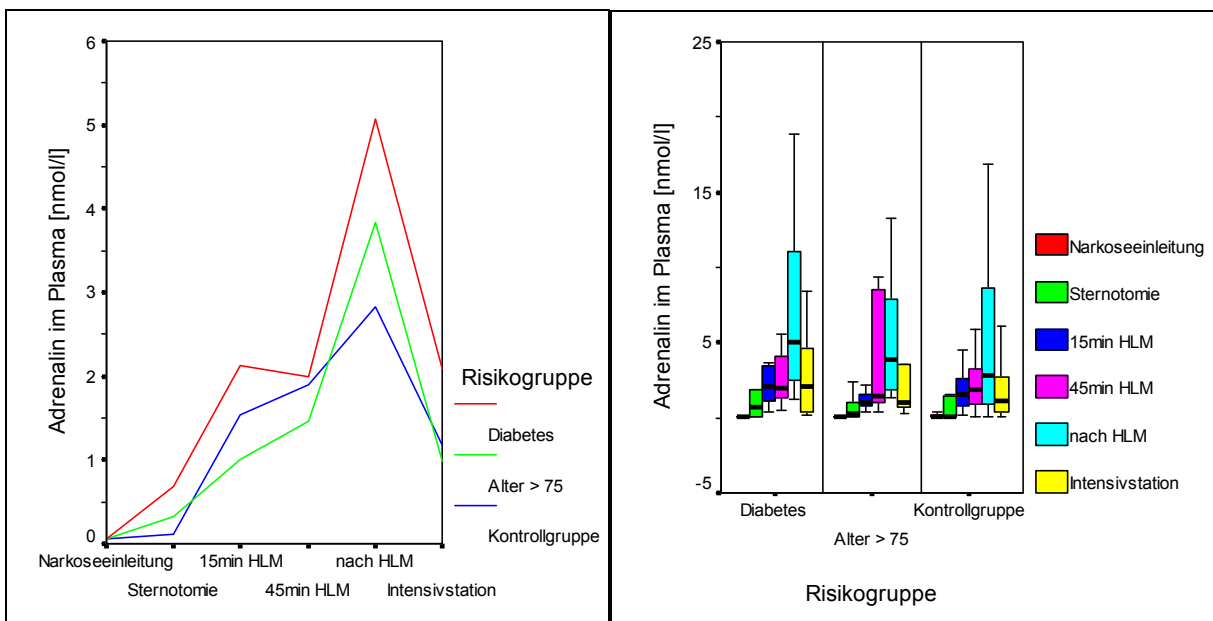 Adrenalin im Plasma [nmol/l]
6
5
4
3
2
1
0
Narkoseeinleitung
15min HLM
nach HLM
Sternotomie
45min HLM
Intensivstation
Risikogruppe
Diabetes
Alter > 75
Kontrollgruppe
Adrenalin im Plasma [nmol/l]
25
15
5
-5
Diabetes
Kontrollgruppe
Alter > 75
Risikogruppe
Narkoseeinleitung
Sternotomie
15min HLM
45min HLM
nach HLM
Intensivstation